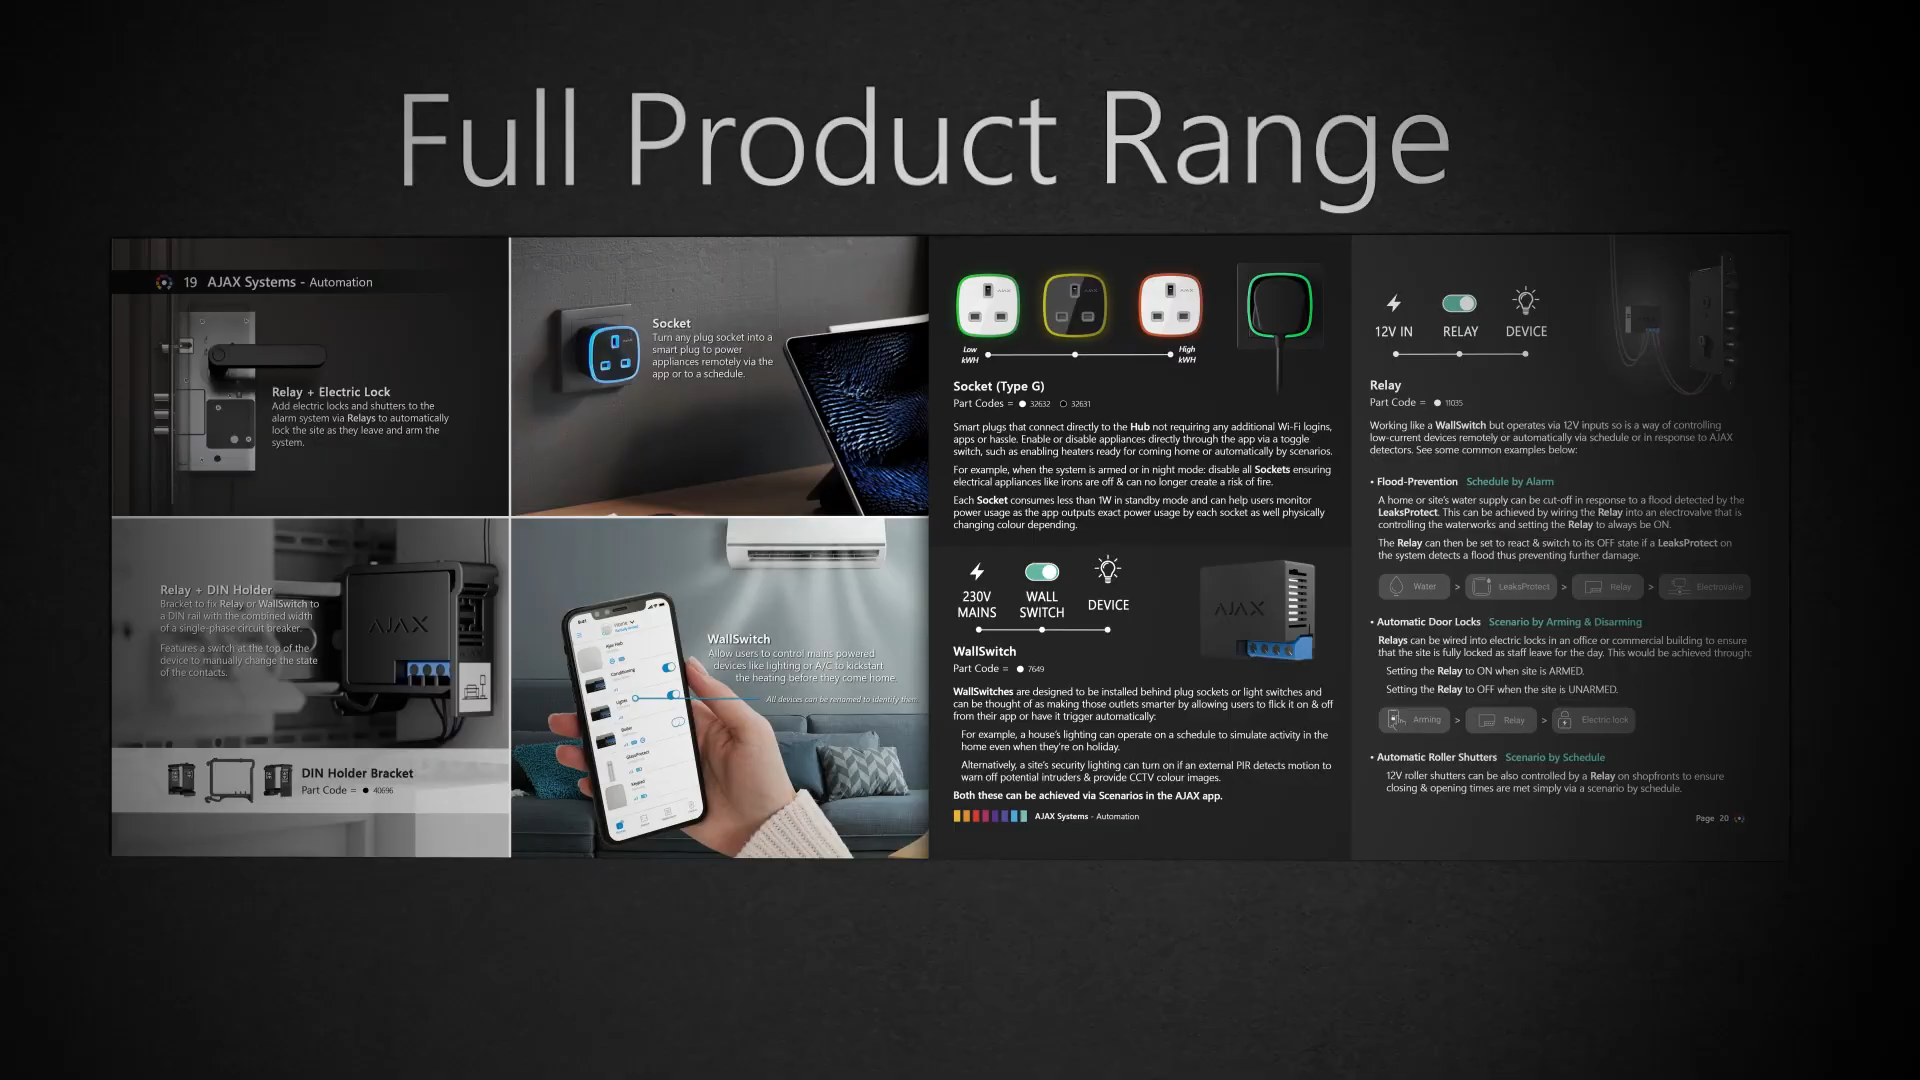 Full Product Range
19 AJAX Systems - Automation
Relay + Electric Lock
Add electric locks and shutters to the
alarm system via Relays to automatically
lock the site as they leave and arm the
system.
Socket
Turn any plug socket into a
smart plug to power
appliances remotely via the
app or to a schedule.
Relay + DIN Holder
Bracket to fix Relay or WallSwitch to
a DIN rail with the combined width
of a single-phase circuit breaker.
Features a switch at the top of the
device to manually change the state
of the contacts.
AJAX
DIN Holder Bracket
Part Code = ● 40696
WallSwitch
Allow users to control mains powered
devices like lighting or A/C to kickstart
the heating before they come home.
All devices can be renamed to identify them.
Low
kWH
High
kWH
Socket (Type G)
Part Codes = ● 32632 ○ 32631
Smart plugs that connect directly to the Hub not requiring any additional Wi-Fi logins,
apps or hassle. Enable or disable appliances directly through the app via a toggle
switch, such as enabling heaters ready for coming home or automatically by scenarios.
For example, when the system is armed or in night mode: disable all Sockets ensuring
electrical appliances like irons are off & can no longer create a risk of fire.
Each Socket consumes less than 1W in standby mode and can help users monitor
power usage as the app outputs exact power usage by each socket as well physically
changing colour depending.
230V
MAINS
WALL
SWITCH
DEVICE
AJAX
WallSwitch
Part Code = ● 7649
WallSwitches are designed to be installed behind plug sockets or light switches and
can be thought of as making those outlets smarter by allowing users to flick it on & off
from their app or have it trigger automatically:
For example, a house's lighting can operate on a schedule to simulate activity in the
home even when they're on holiday.
Alternatively, a site's security lighting can turn on if an external PIR detects motion to
warn off potential intruders & provide CCTV colour images.
Both these can be achieved via Scenarios in the AJAX app.
AJAX Systems - Automation
12V IN
RELAY
DEVICE
Relay
Part Code = ● 11035
Working like a WallSwitch but operates via 12V inputs so is a way of controlling
low-current devices remotely or automatically via schedule or in response to AJAX
detectors. See some common examples below:
• Flood-Prevention Schedule by Alarm
A home or site's water supply can be cut-off in response to a flood detected by the
LeaksProtect. This can be achieved by wiring the Relay into an electrovalve that is
controlling the waterworks and setting the Relay to always be ON.
The Relay can then be set to react & switch to its OFF state if a LeaksProtect on
the system detects a flood thus preventing further damage.
Water > LeaksProtect > Relay > Electrovalve
• Automatic Door Locks Scenario by Arming & Disarming
Relays can be wired into electric locks in an office or commercial building to ensure
that the site is fully locked as staff leave for the day. This would be achieved through:
Setting the Relay to ON when site is ARMED.
Setting the Relay to OFF when the site is UNARMED.
Arming > Relay > Electric lock
• Automatic Roller Shutters Scenario by Schedule
12V roller shutters can be also controlled by a Relay on shopfronts to ensure
closing & opening times are met simply via a scenario by schedule.
Page 20